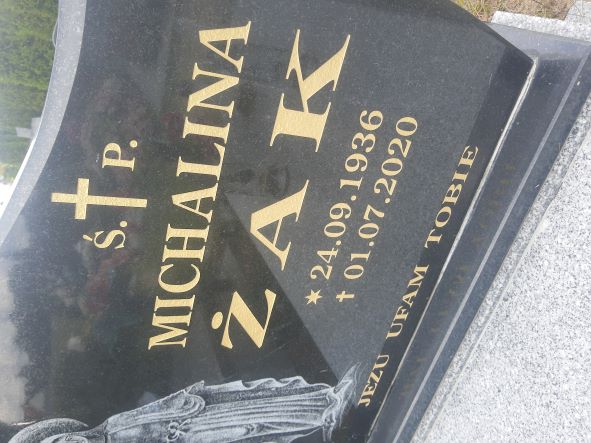 Ś. P.
MICHALINA
ŻAK
* 24.09.1936
✝ 01.07.2020
JEZU UFAM TOBIE